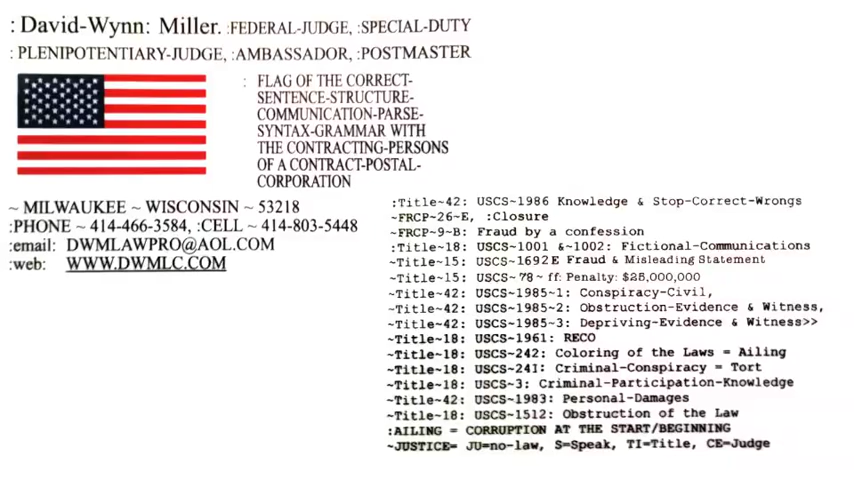 :David-Wynn: Miller. :FEDERAL-JUDGE, :SPECIAL-DUTY
: PLENIPOTENTIARY-JUDGE, :AMBASSADOR, :POSTMASTER
: FLAG OF THE CORRECT-
SENTENCE-STRUCTURE-
COMMUNICATION-PARSE-
SYNTAX-GRAMMAR WITH
THE CONTRACTING-PERSONS
OF A CONTRACT-POSTAL-
CORPORATION
~ MILWAUKEE ~ WISCONSIN ~ 53218
:PHONE ~ 414-466-3584, :CELL ~ 414-803-5448
:email: DWMLAWPRO@AOL.COM
:web: WWW.DWMLC.COM
:Title~42: USCS~1986 Knowledge & Stop-Correct-Wrongs
~FRCP~26~E, :Closure
~FRCP~9~B: Fraud by a confession
:Title~18: USCS~1001 &~1002: Fictional-Communications
~Title~15: USCS~1692E Fraud & Misleading Statement
~Title~15: USCS~78~ ff: Penalty: $25,000,000
~Title~42: USCS~1985~1: Conspiracy-Civil,
~Title~42: USCS~1985~2: Obstruction-Evidence & Witness,
~Title~42: USCS~1985~3: Depriving-Evidence & Witness>>
~Title~18: USCS~1961: RECO
~Title~18: USCS~242: Coloring of the Laws = Ailing
~Title~18: USCS~241: Criminal-Conspiracy = Tort
~Title~18: USCS~3: Criminal-Participation-Knowledge
~Title~42: USCS~1983: Personal-Damages
~Title~18: USCS~1512: Obstruction of the Law
:AILING = CORRUPTION AT THE START/BEGINNING
~JUSTICE= JU=no-law, S=Speak, TI=Title, CE=Judge